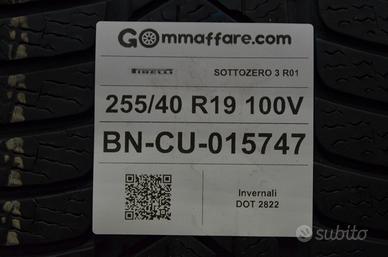 GOmmaffare.com
PIRELLI SOTTOZERO 3 R01
255/40 R19 100V
BN-CU-015747
Invernali
DOT 2822
subito